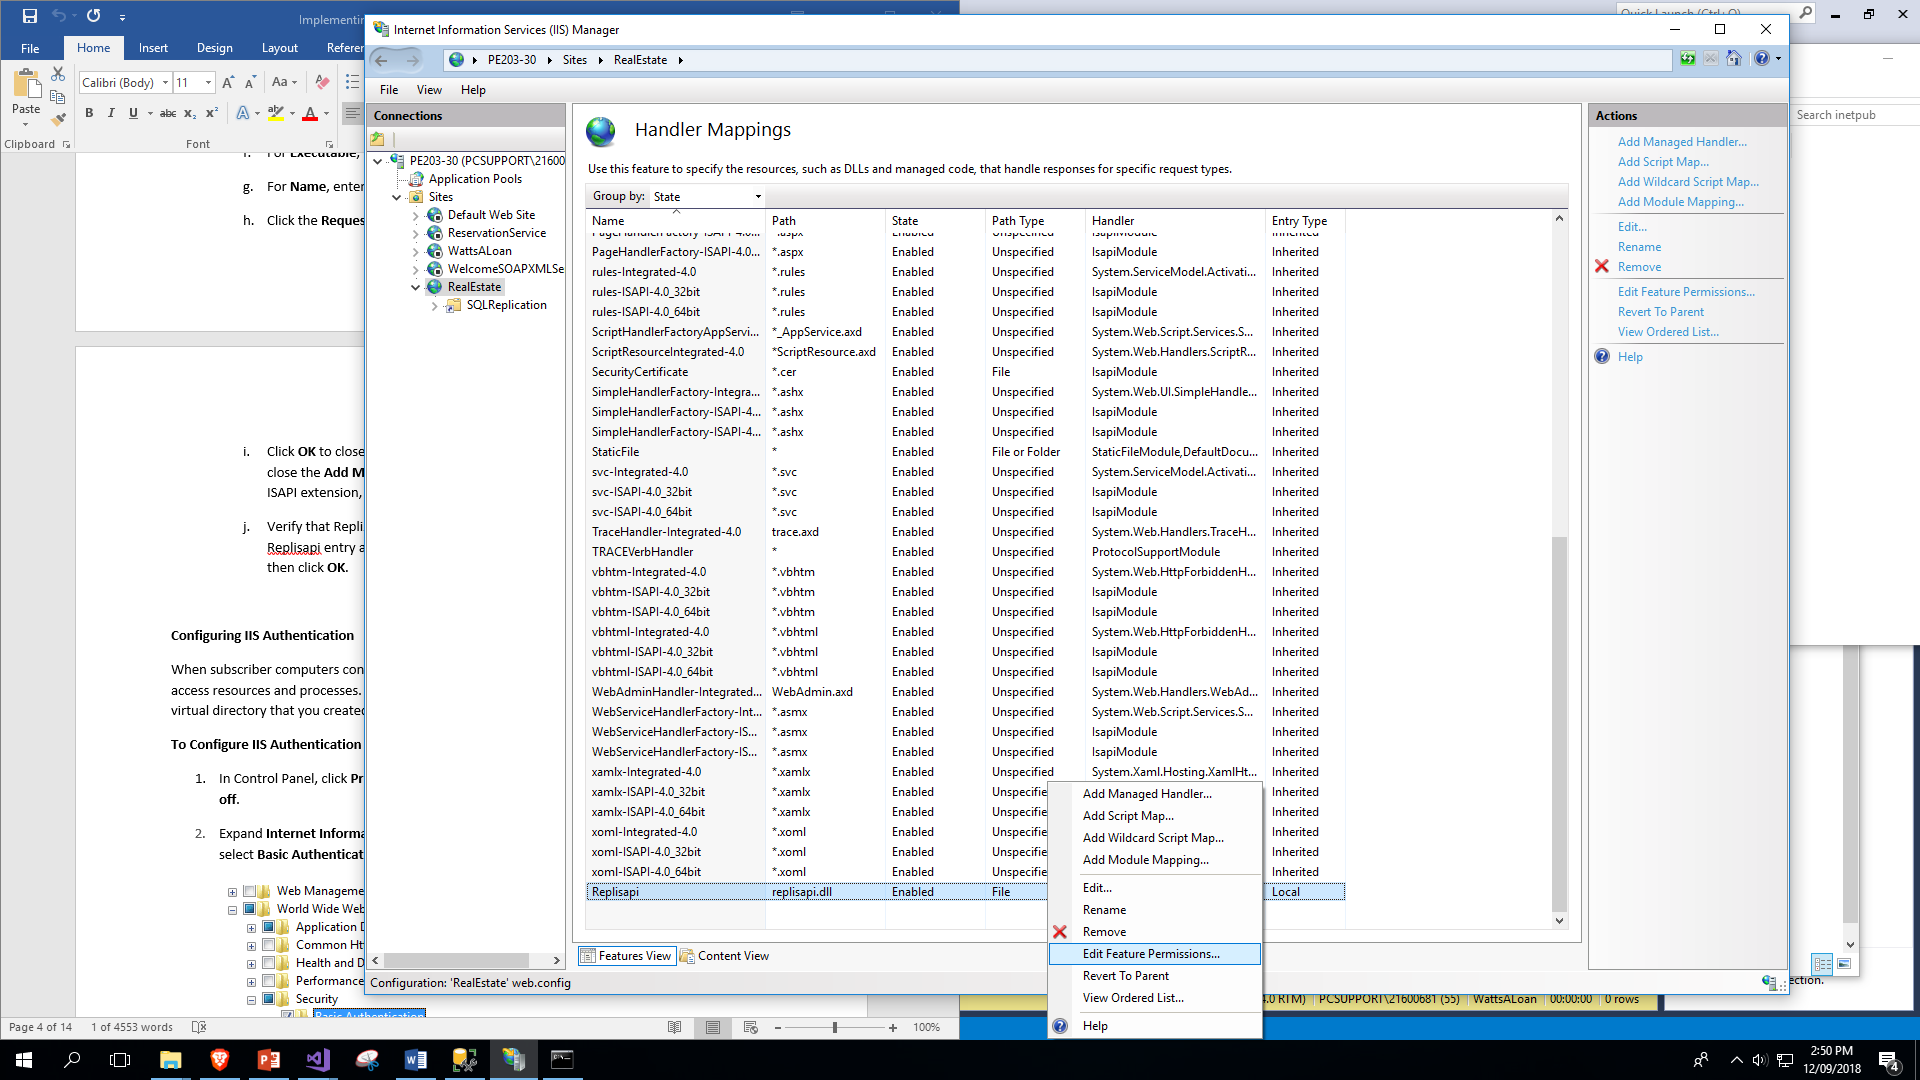 Implementin
Quick Launch (Ctrl+Q)
File
Home
Insert
Design
Layout
Referen
Calibri (Body)
11
Paste
Clipboard
Font
g. For Name, enter
h. Click the Reques
i. Click OK to close
close the Add M
ISAPI extension,
j. Verify that Repli
Replisapi entry a
then click OK.
Configuring IIS Authentication
When subscriber computers con
access resources and processes.
virtual directory that you created
To Configure IIS Authentication
1. In Control Panel, click Pr
off.
2. Expand Internet Informa
select Basic Authenticat
Web Manageme
World Wide Web
Application D
Common Ht
Health and D
Performance
Security
Basic Authentication
Page 4 of 14
1 of 4553 words
100%
Internet Information Services (IIS) Manager
PE203-30 Sites RealEstate
File View Help
Connections
PE203-30 (PCSUPPORT\21600
Application Pools
Sites
Default Web Site
ReservationService
WattsALoan
WelcomeSOAPXMLSe
RealEstate
SQLReplication
Handler Mappings
Use this feature to specify the resources, such as DLLs and managed code, that handle responses for specific request types.
Group by: State
Name Path State Path Type Handler Entry Type
PageHandlerFactory-ISAPI-4.0... *.aspx Enabled Unspecified IsapiModule Inherited
PageHandlerFactory-ISAPI-4.0... *.aspx Enabled Unspecified IsapiModule Inherited
rules-Integrated-4.0 *.rules Enabled Unspecified System.ServiceModel.Activati... Inherited
rules-ISAPI-4.0_32bit *.rules Enabled Unspecified IsapiModule Inherited
rules-ISAPI-4.0_64bit *.rules Enabled Unspecified IsapiModule Inherited
ScriptHandlerFactoryAppServi... *_AppService.axd Enabled Unspecified System.Web.Script.Services.S... Inherited
ScriptResourceIntegrated-4.0 *ScriptResource.axd Enabled Unspecified System.Web.Handlers.ScriptR... Inherited
SecurityCertificate *.cer Enabled File IsapiModule Inherited
SimpleHandlerFactory-Integra... *.ashx Enabled Unspecified System.Web.UI.SimpleHandle... Inherited
SimpleHandlerFactory-ISAPI-4... *.ashx Enabled Unspecified IsapiModule Inherited
SimpleHandlerFactory-ISAPI-4... *.ashx Enabled Unspecified IsapiModule Inherited
StaticFile * Enabled File or Folder StaticFileModule,DefaultDocu... Inherited
svc-Integrated-4.0 *.svc Enabled Unspecified System.ServiceModel.Activati... Inherited
svc-ISAPI-4.0_32bit *.svc Enabled Unspecified IsapiModule Inherited
svc-ISAPI-4.0_64bit *.svc Enabled Unspecified IsapiModule Inherited
TraceHandler-Integrated-4.0 trace.axd Enabled Unspecified System.Web.Handlers.TraceH... Inherited
TRACEVerbHandler * Enabled Unspecified ProtocolSupportModule Inherited
vbhtm-Integrated-4.0 *.vbhtm Enabled Unspecified System.Web.HttpForbiddenH... Inherited
vbhtm-ISAPI-4.0_32bit *.vbhtm Enabled Unspecified IsapiModule Inherited
vbhtm-ISAPI-4.0_64bit *.vbhtm Enabled Unspecified IsapiModule Inherited
vbhtml-Integrated-4.0 *.vbhtml Enabled Unspecified System.Web.HttpForbiddenH... Inherited
vbhtml-ISAPI-4.0_32bit *.vbhtml Enabled Unspecified IsapiModule Inherited
vbhtml-ISAPI-4.0_64bit *.vbhtml Enabled Unspecified IsapiModule Inherited
WebAdminHandler-Integrated... WebAdmin.axd Enabled Unspecified System.Web.Handlers.WebAd... Inherited
WebServiceHandlerFactory-Int... *.asmx Enabled Unspecified System.Web.Script.Services.S... Inherited
WebServiceHandlerFactory-IS... *.asmx Enabled Unspecified IsapiModule Inherited
WebServiceHandlerFactory-IS... *.asmx Enabled Unspecified IsapiModule Inherited
xamlx-Integrated-4.0 *.xamlx Enabled Unspecified System.Xaml.Hosting.XamlHt... Inherited
xamlx-ISAPI-4.0_32bit *.xamlx Enabled Unspecifie Inherited
xamlx-ISAPI-4.0_64bit *.xamlx Enabled Unspecifie Inherited
xoml-Integrated-4.0 *.xoml Enabled Unspecifie Inherited
xoml-ISAPI-4.0_32bit *.xoml Enabled Unspecifie Inherited
xoml-ISAPI-4.0_64bit *.xoml Enabled Unspecifie Inherited
Replisapi replisapi.dll Enabled File Local
Add Managed Handler...
Add Script Map...
Add Wildcard Script Map...
Add Module Mapping...
Edit...
Rename
Remove
Edit Feature Permissions...
Revert To Parent
View Ordered List...
Help
Features View
Content View
Configuration: 'RealEstate' web.config
Actions
Add Managed Handler...
Add Script Map...
Add Wildcard Script Map...
Add Module Mapping...
Edit...
Rename
Remove
Edit Feature Permissions...
Revert To Parent
View Ordered List...
Help
Search inetpub
4.0 RTM) PCSUPPORT\21600681 (55) WattsALoan 00:00:00 0 rows
ection.
2:50 PM
12/09/2018
4